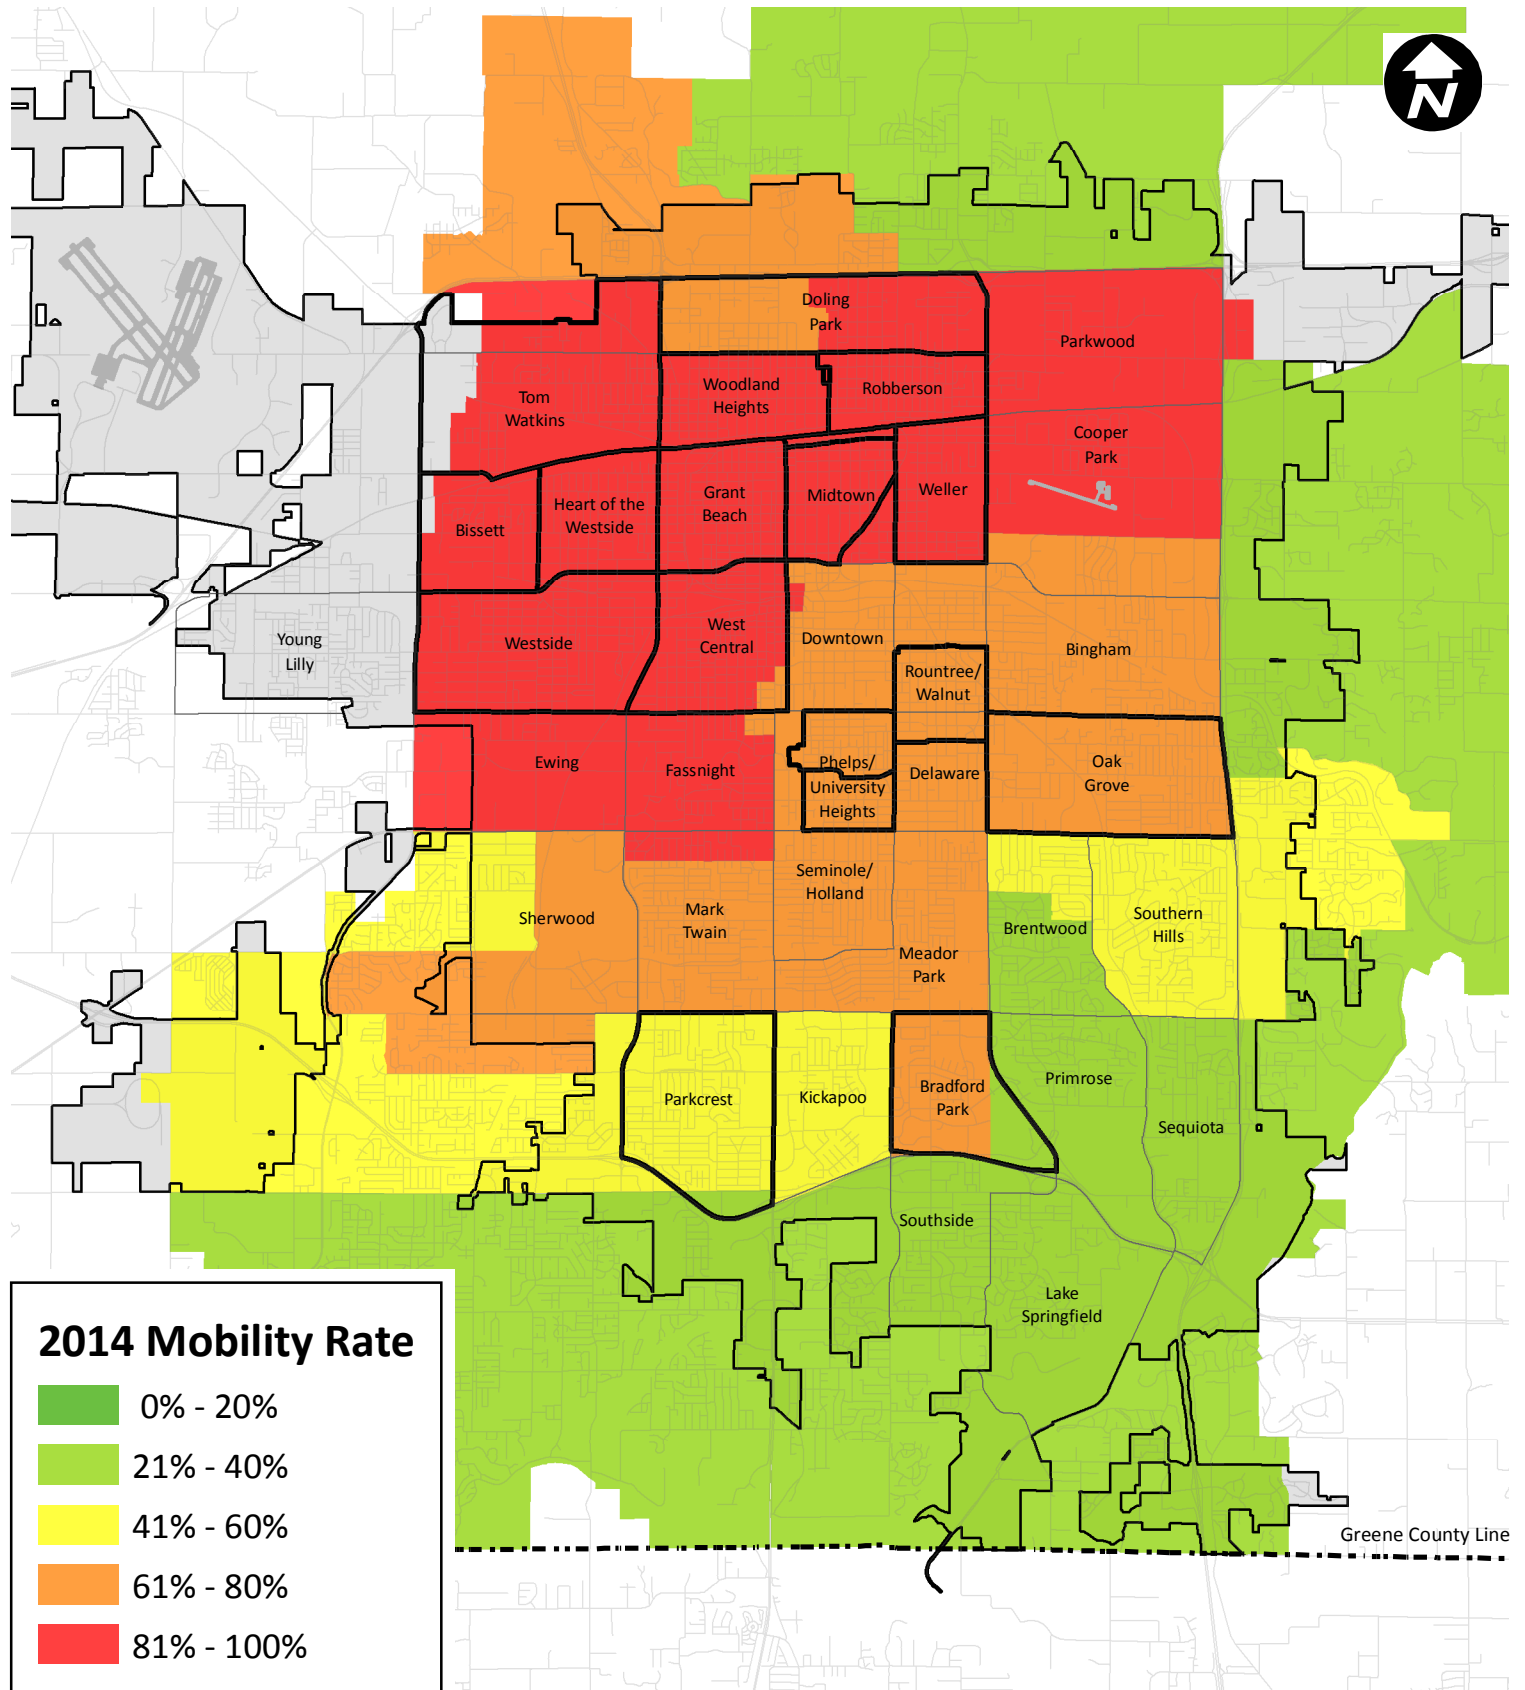 N
Doling
Park
Parkwood
Woodland
Heights
Robberson
Tom
Watkins
Cooper
Park
Grant
Beach
Midtown
Weller
Heart of the
Westside
Bissett
Young
Lilly
Westside
West
Central
Downtown
Bingham
Rountree/
Walnut
Ewing
Fassnight
Phelps/
University
Heights
Delaware
Oak
Grove
Seminole/
Holland
Sherwood
Mark
Twain
Brentwood
Southern
Hills
Meador
Park
Parkcrest
Kickapoo
Bradford
Park
Primrose
Sequiota
Southside
Lake
Springfield
2014 Mobility Rate
0% - 20%
21% - 40%
41% - 60%
61% - 80%
81% - 100%
Greene County Line